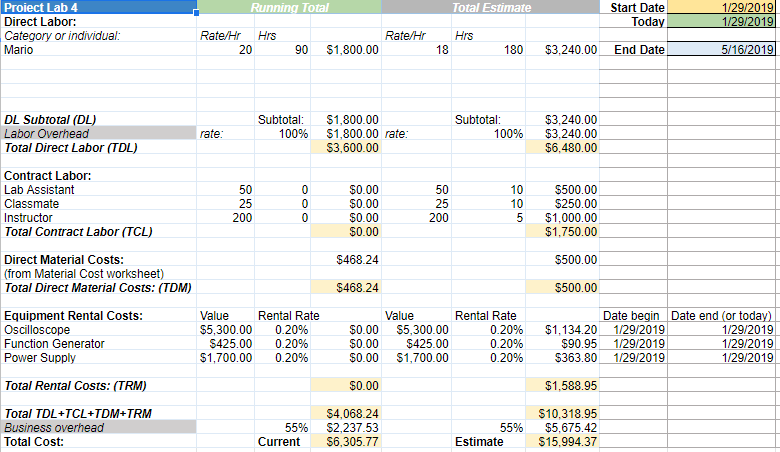 Project Lab 4 Running Total Total Estimate Start Date 1/29/2019
Direct Labor: Today 1/29/2019
Category or individual: Rate/Hr Hrs Rate/Hr Hrs
Mario 20 90 $1,800.00 18 180 $3,240.00 End Date 5/16/2019
DL Subtotal (DL) Subtotal: $1,800.00 Subtotal: $3,240.00
Labor Overhead rate: 100% $1,800.00 rate: 100% $3,240.00
Total Direct Labor (TDL) $3,600.00 $6,480.00
Contract Labor:
Lab Assistant 50 0 $0.00 50 10 $500.00
Classmate 25 0 $0.00 25 10 $250.00
Instructor 200 0 $0.00 200 5 $1,000.00
Total Contract Labor (TCL) $0.00 $1,750.00
Direct Material Costs: $468.24 $500.00
(from Material Cost worksheet)
Total Direct Material Costs: (TDM) $468.24 $500.00
Equipment Rental Costs: Value Rental Rate Value Rental Rate Date begin Date end (or today)
Oscilloscope $5,300.00 0.20% $0.00 $5,300.00 0.20% $1,134.20 1/29/2019 1/29/2019
Function Generator $425.00 0.20% $0.00 $425.00 0.20% $90.95 1/29/2019 1/29/2019
Power Supply $1,700.00 0.20% $0.00 $1,700.00 0.20% $363.80 1/29/2019 1/29/2019
Total Rental Costs: (TRM) $0.00 $1,588.95
Total TDL+TCL+TDM+TRM $4,068.24 $10,318.95
Business overhead 55% $2,237.53 55% $5,675.42
Total Cost: Current $6,305.77 Estimate $15,994.37